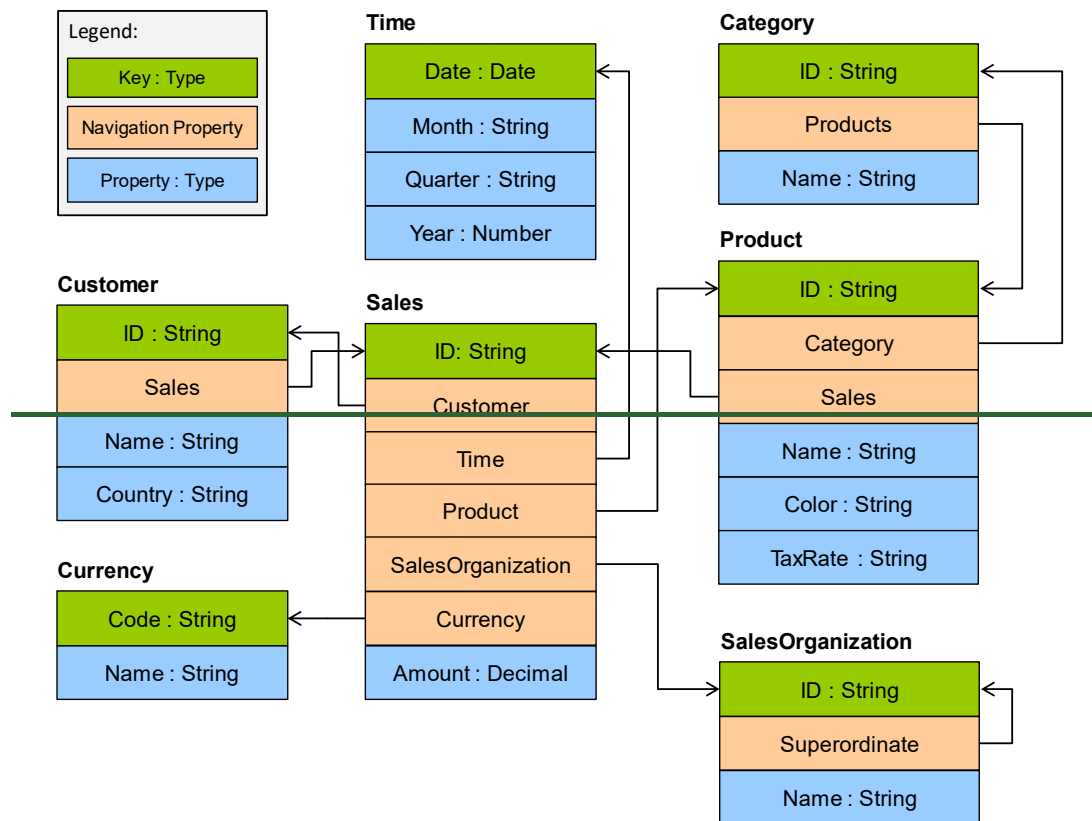 Legend:
Key : Type
Navigation Property
Property : Type
Time
Date : Date
Month : String
Quarter : String
Year : Number
Category
ID : String
Products
Name : String
Product
ID : String
Category
Sales
Name : String
Color : String
TaxRate : String
Customer
ID : String
Sales
Name : String
Country : String
Sales
ID: String
Customer
Time
Product
SalesOrganization
Currency
Amount : Decimal
Currency
Code : String
Name : String
SalesOrganization
ID : String
Superordinate
Name : String